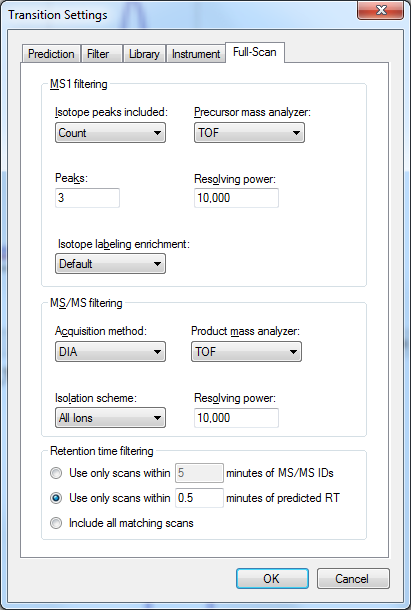 Transition Settings
Prediction Filter Library Instrument Full-Scan
MS1 filtering
Isotope peaks included: Precursor mass analyzer:
Count TOF
Peaks: Resolving power:
3 10,000
Isotope labeling enrichment:
Default
MS/MS filtering
Acquisition method: Product mass analyzer:
DIA TOF
Isolation scheme: Resolving power:
All Ions 10,000
Retention time filtering
Use only scans within 5 minutes of MS/MS IDs
Use only scans within 0.5 minutes of predicted RT
Include all matching scans
OK Cancel